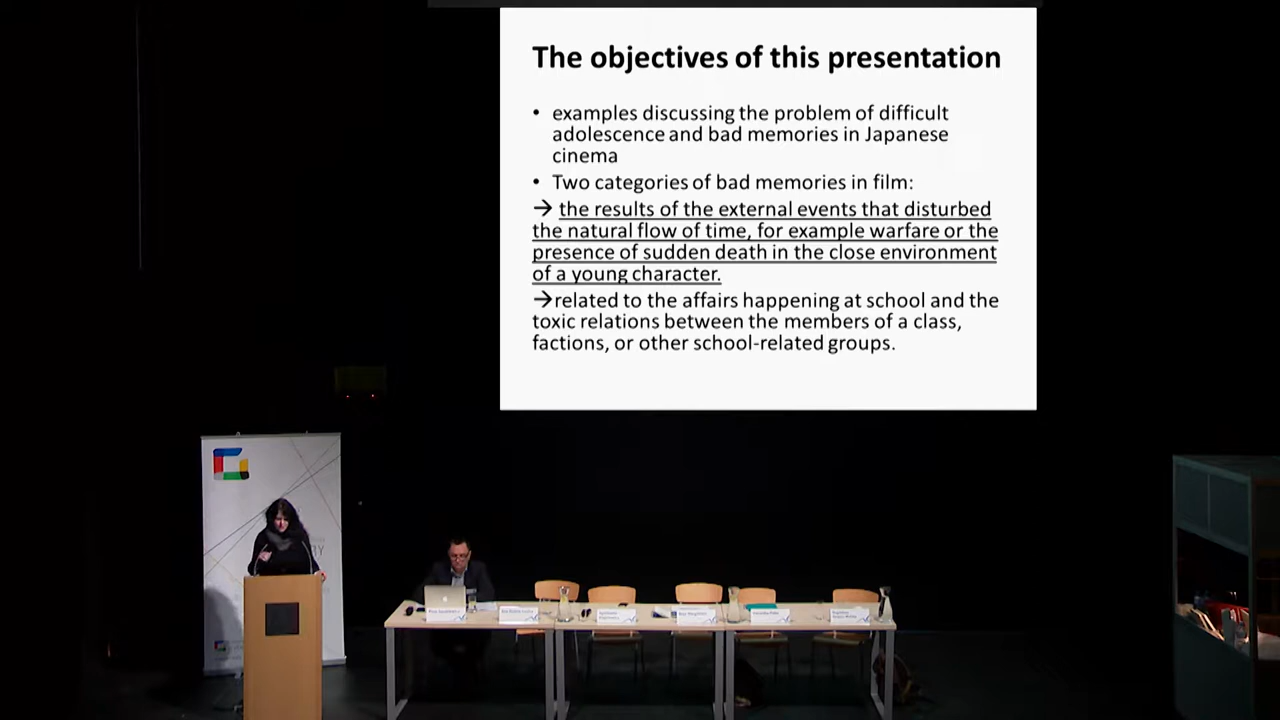 The objectives of this presentation
• examples discussing the problem of difficult
adolescence and bad memories in Japanese
cinema
• Two categories of bad memories in film:
→ the results of the external events that disturbed
the natural flow of time, for example warfare or the
presence of sudden death in the close environment
of a young character.
→related to the affairs happening at school and the
toxic relations between the members of a class,
factions, or other school-related groups.